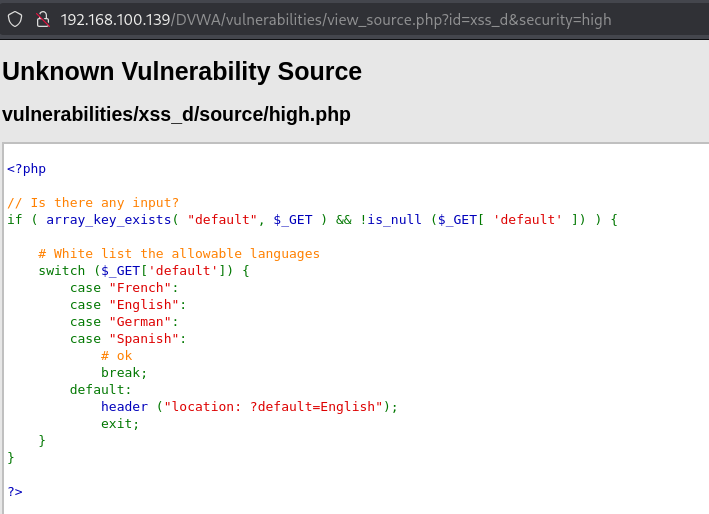 192.168.100.139/DVWA/vulnerabilities/view_source.php?id=xss_d&security=high
Unknown Vulnerability Source
vulnerabilities/xss_d/source/high.php
<?php
// Is there any input?
if ( array_key_exists( "default", $_GET ) && !is_null ($_GET[ 'default' ]) ) {
    # White list the allowable languages
    switch ($_GET['default']) {
        case "French":
        case "English":
        case "German":
        case "Spanish":
            # ok
            break;
        default:
            header ("location: ?default=English");
            exit;
    }
}
?>